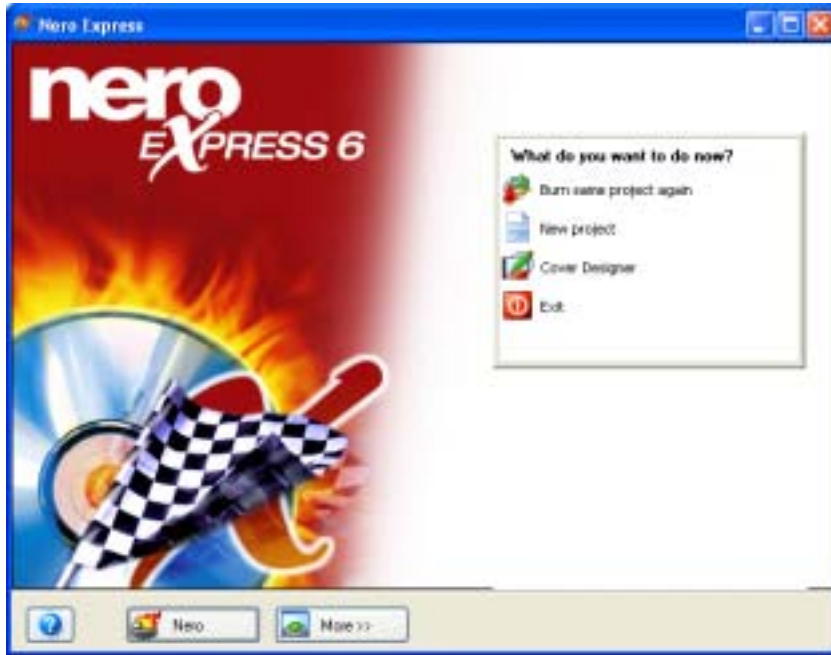 Nero Express
nero
EXPRESS 6
What do you want to do now?
Burn same project again
New project
Cover Designer
Exit
Nero
More >>